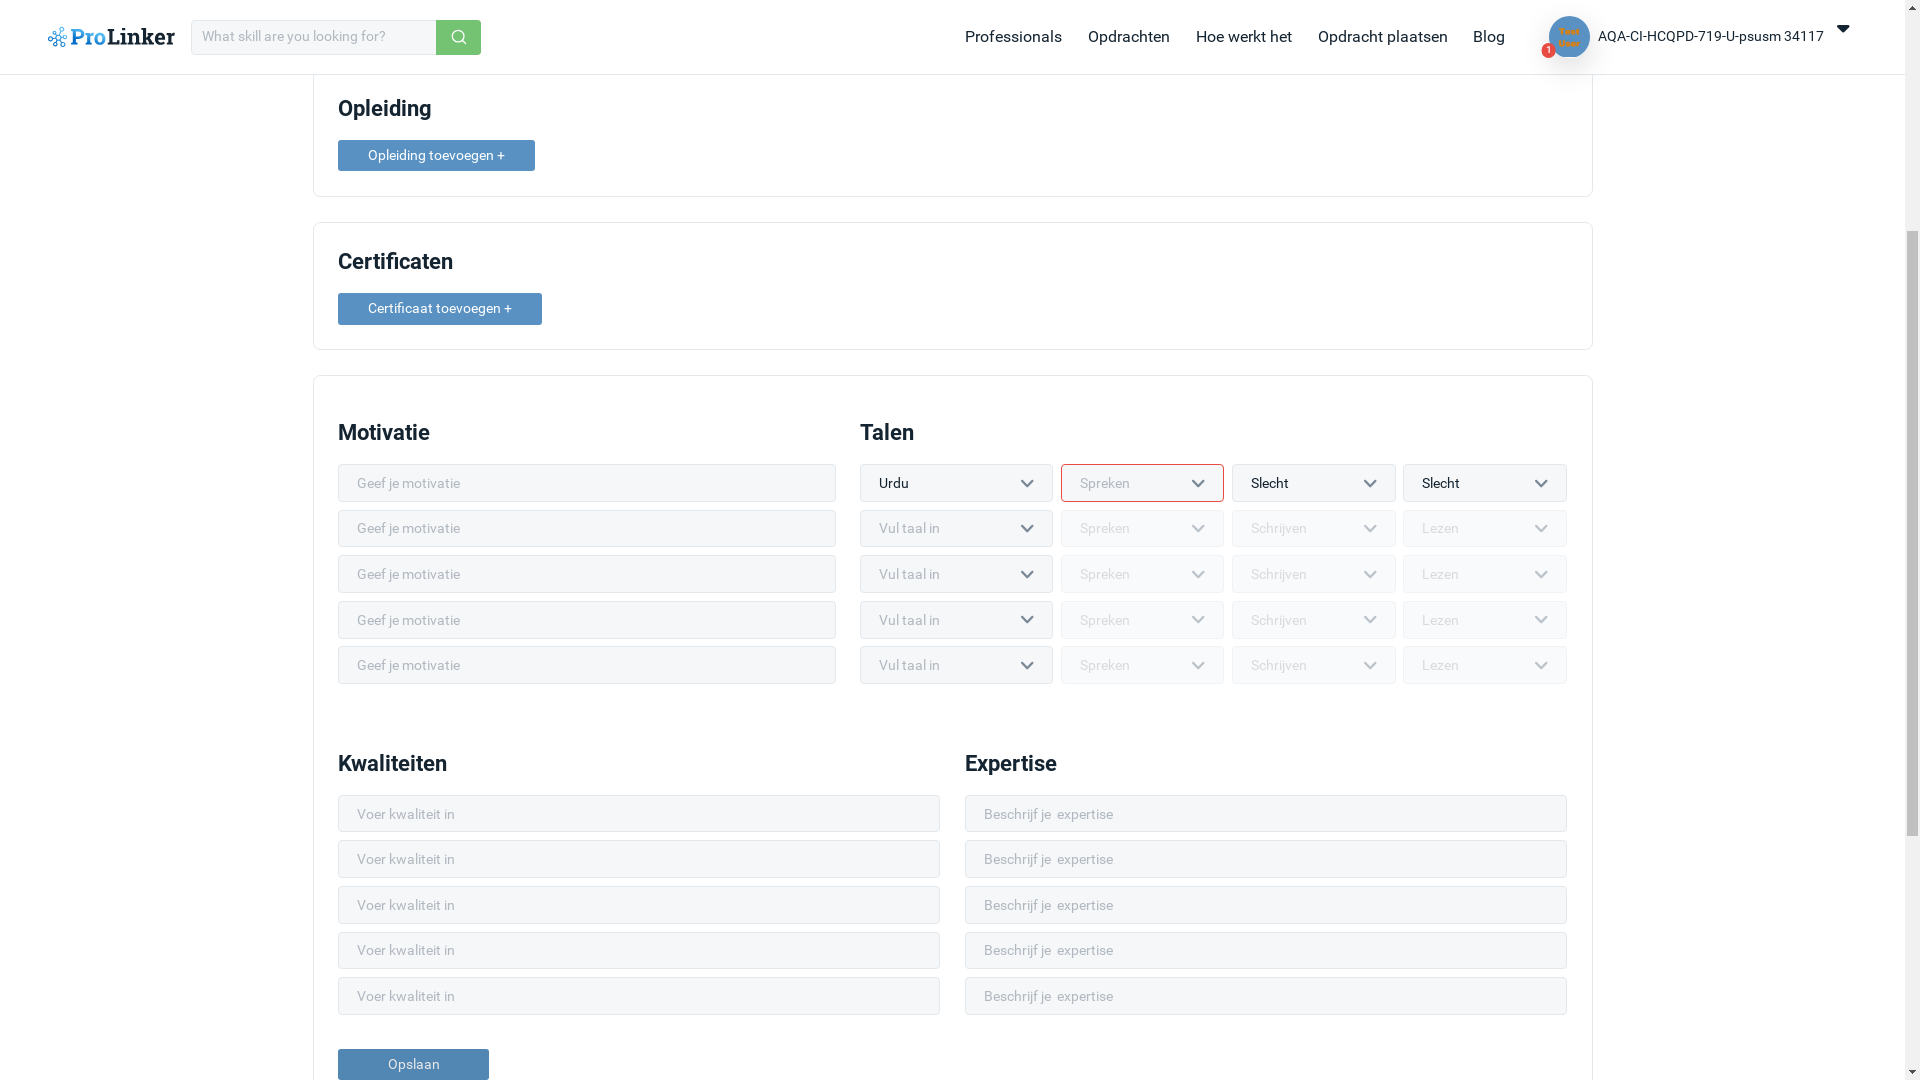 ProLinker What skill are you looking for? Professionals Opdrachten Hoe werkt het Opdracht plaatsen Blog Test User 1 AQA-CI-HCQPD-719-U-psusm 34117
Opleiding
Opleiding toevoegen +
Certificaten
Certificaat toevoegen +
Motivatie
Geef je motivatie
Geef je motivatie
Geef je motivatie
Geef je motivatie
Geef je motivatie
Talen
Urdu Spreken Slecht Slecht
Vul taal in Spreken Schrijven Lezen
Vul taal in Spreken Schrijven Lezen
Vul taal in Spreken Schrijven Lezen
Vul taal in Spreken Schrijven Lezen
Kwaliteiten
Voer kwaliteit in
Voer kwaliteit in
Voer kwaliteit in
Voer kwaliteit in
Voer kwaliteit in
Expertise
Beschrijf je expertise
Beschrijf je expertise
Beschrijf je expertise
Beschrijf je expertise
Beschrijf je expertise
Opslaan